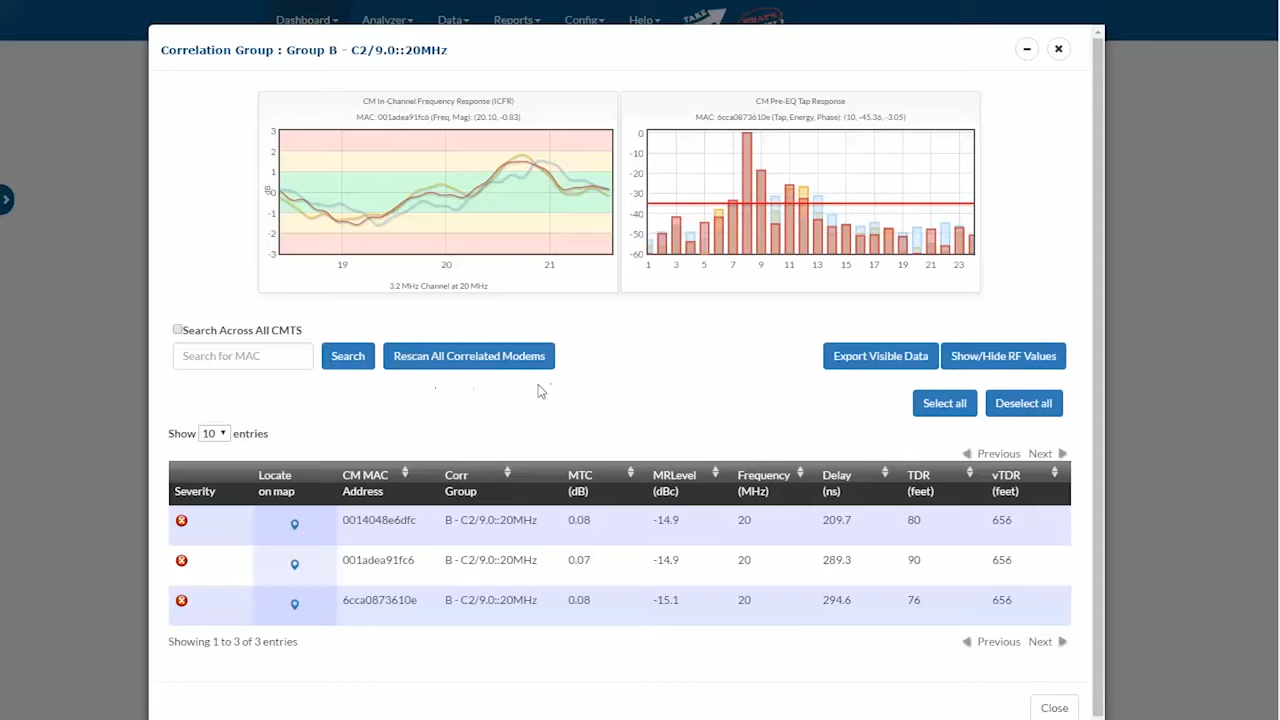 Dashboard Analyzer Data Reports Config Help TAKE WHAT'S
Correlation Group : Group B - C2/9.0::20MHz
CM In-Channel Frequency Response (ICFR)
MAC: 001adea91fc6 (Freq, Mag): (20.10, -0.83)
3
2
1
0
-1
-2
-3
dB
19 20 21
3.2 MHz Channel at 20 MHz
CM Pre-EQ Tap Response
MAC: 6cca0873610e (Tap, Energy, Phase): (10, -45.36, -3.05)
0
-10
-20
-30
-40
-50
-60
1 3 5 7 9 11 13 15 17 19 21 23
Search Across All CMTS
Search for MAC Search Rescan All Correlated Modems Export Visible Data Show/Hide RF Values
Select all Deselect all
Show 10 entries
Previous Next
Severity Locate on map CM MAC Address Corr Group MTC (dB) MRLevel (dBc) Frequency (MHz) Delay (ns) TDR (feet) vTDR (feet)
0014048e6dfc B - C2/9.0::20MHz 0.08 -14.9 20 209.7 80 656
001adea91fc6 B - C2/9.0::20MHz 0.07 -14.9 20 289.3 90 656
6cca0873610e B - C2/9.0::20MHz 0.08 -15.1 20 294.6 76 656
Showing 1 to 3 of 3 entries
Previous Next
Close